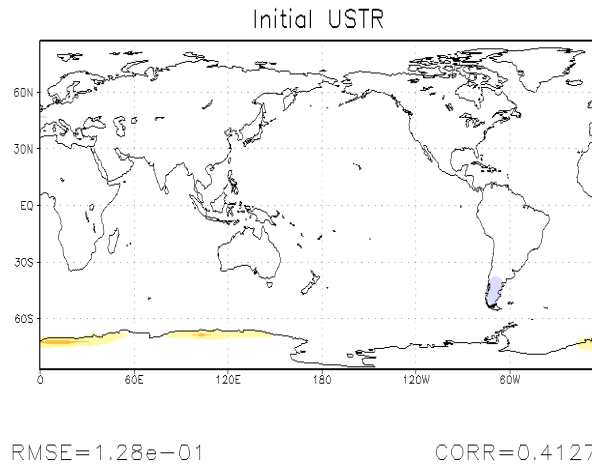 Initial USTR
60N
30N
EQ
30S
60S
0 60E 120E 180 120W 60W
RMSE=1.28e-01 CORR=0.4127